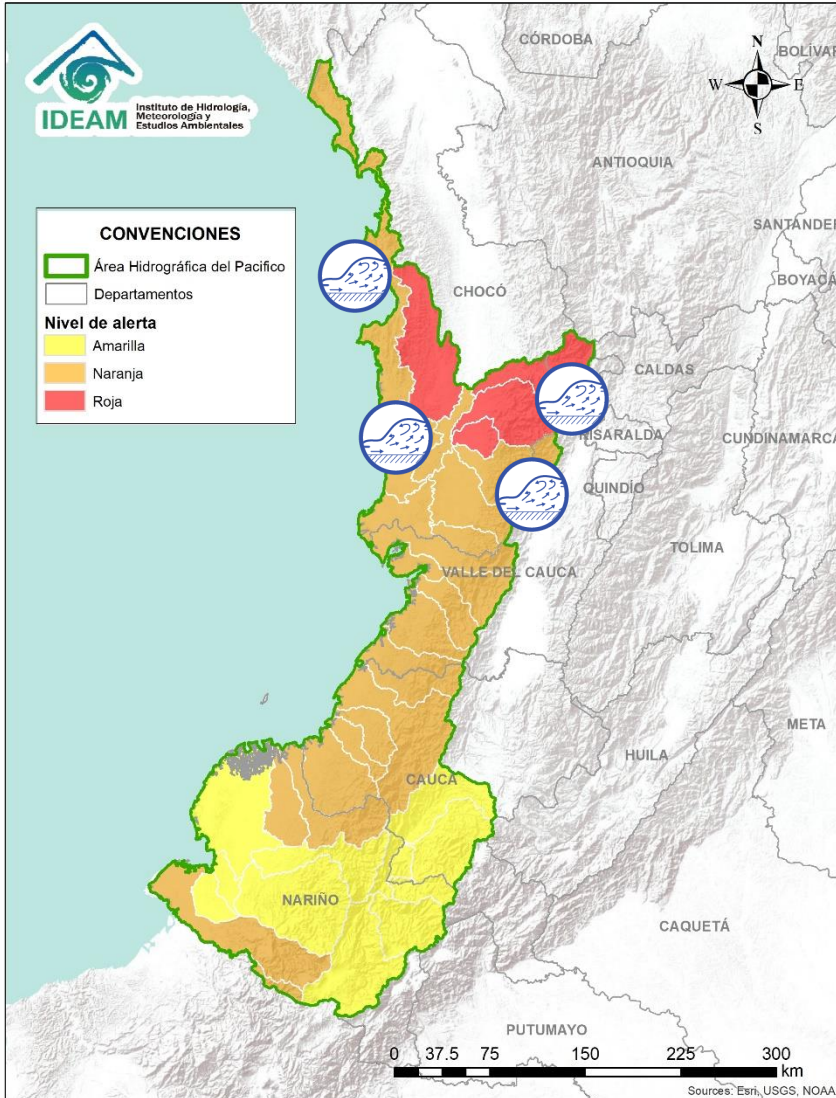 CÓRDOBA
BOLÍVAR
N
W
E
S
IDEAM
Instituto de Hidrología,
Meteorología y
Estudios Ambientales
ANTIOQUIA
SANTANDER
CONVENCIONES
Área Hidrográfica del Pacifico
Departamentos
Nivel de alerta
Amarilla
Naranja
Roja
CHOCÓ
BOYACÁ
CALDAS
RISARALDA
CUNDINAMARCA
QUINDÍO
TOLIMA
VALLE DEL CAUCA
META
HUILA
CAUCA
NARIÑO
CAQUETÁ
PUTUMAYO
0 37.5 75 150 225 300
km
Sources: Esri, USGS, NOAA